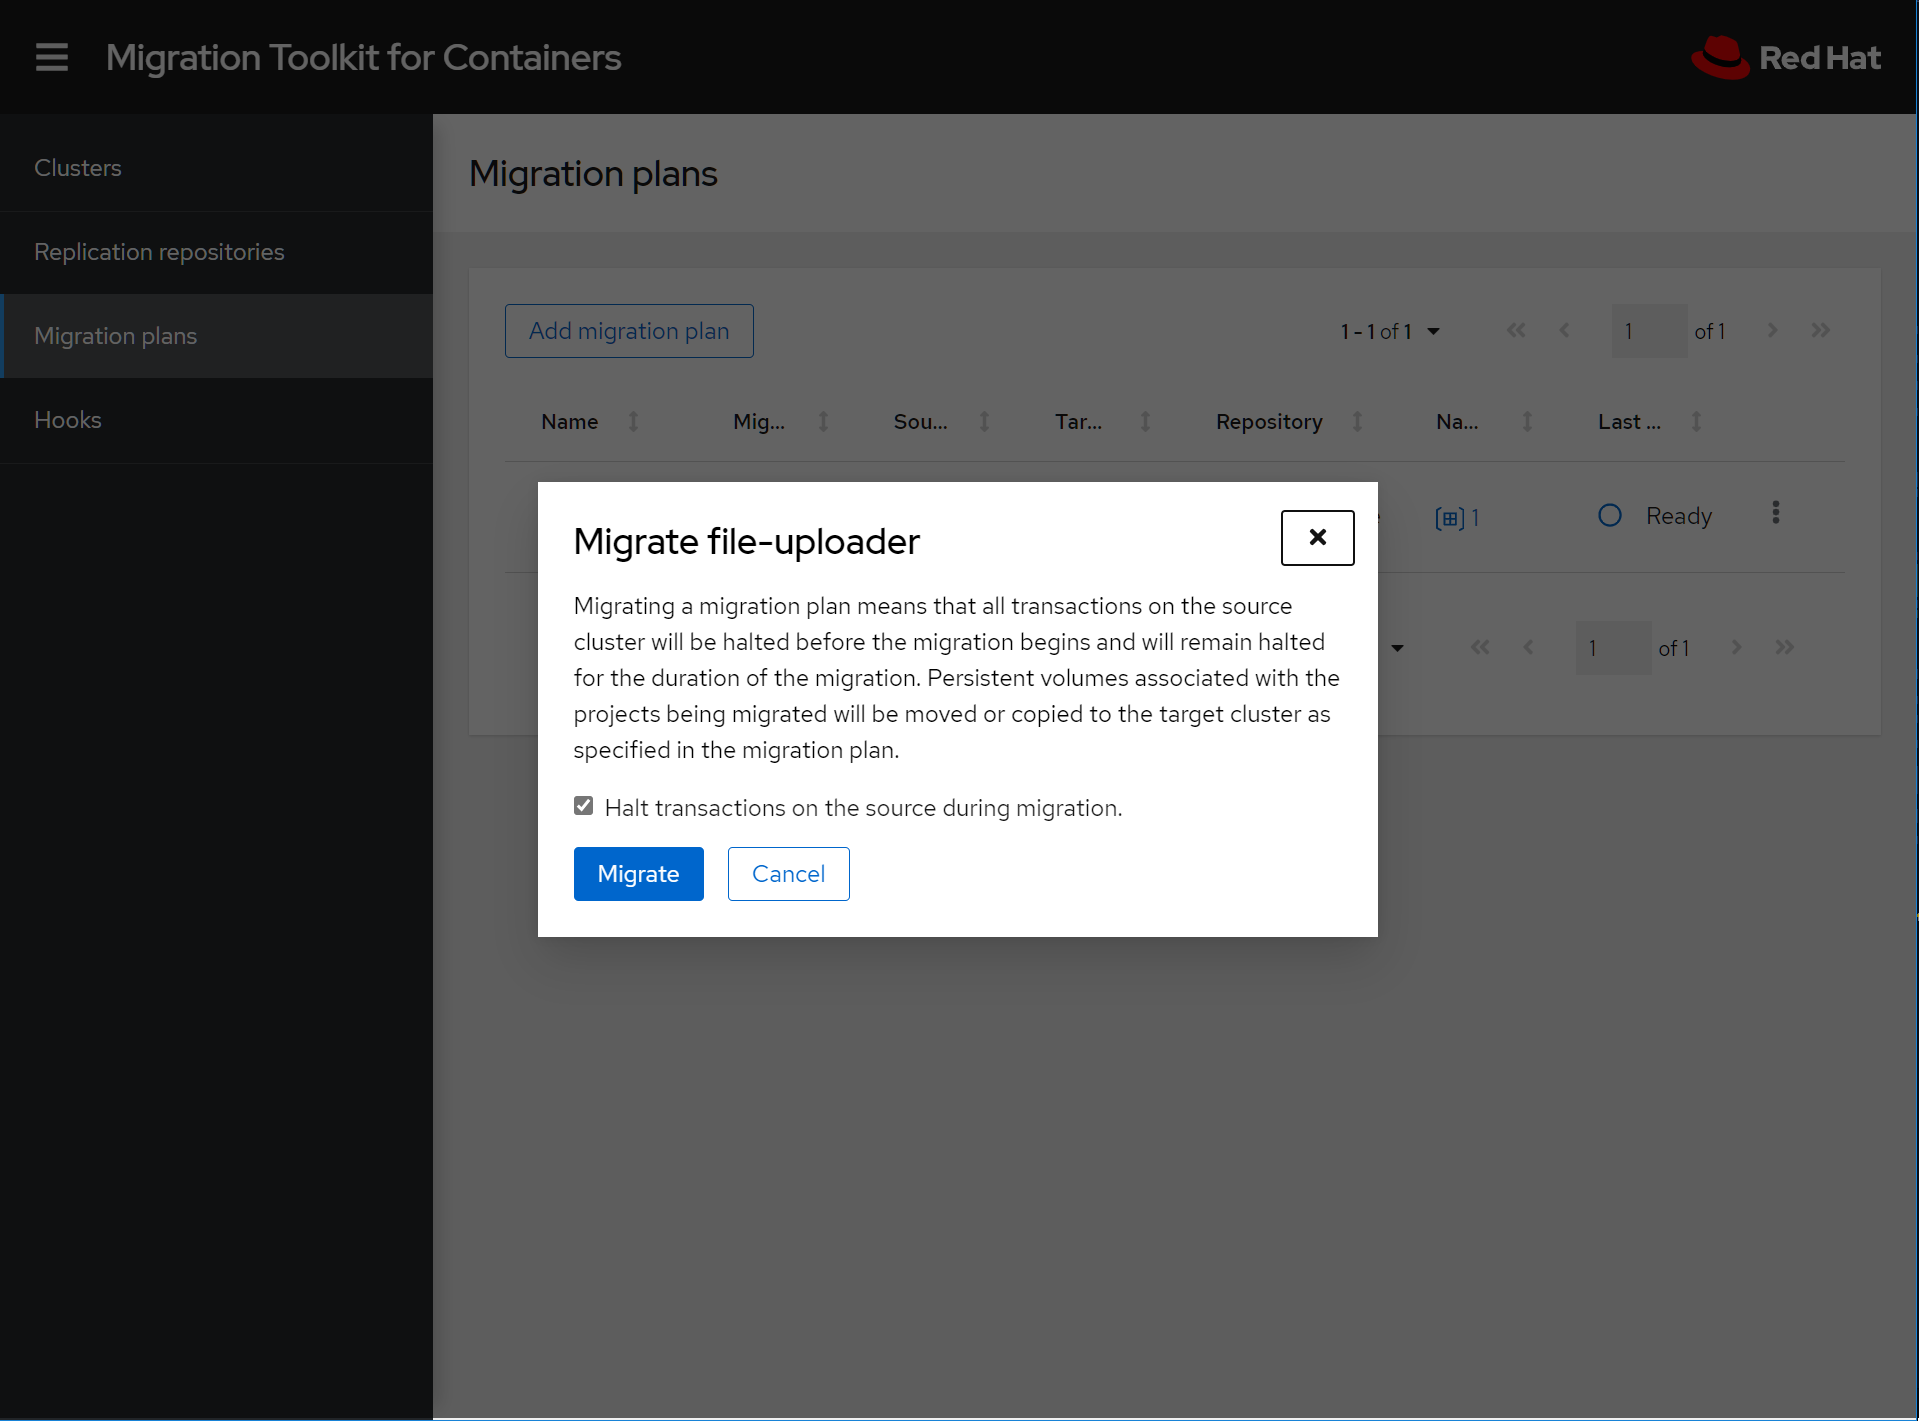 Migration Toolkit for Containers
Red Hat
Clusters
Replication repositories
Migration plans
Hooks
Migration plans
Add migration plan
1 - 1 of 1
1 of 1
Name Mig... Sou... Tar... Repository Na... Last ...
1 Ready
Migrate file-uploader
Migrating a migration plan means that all transactions on the source
cluster will be halted before the migration begins and will remain halted
for the duration of the migration. Persistent volumes associated with the
projects being migrated will be moved or copied to the target cluster as
specified in the migration plan.
Halt transactions on the source during migration.
Migrate Cancel
1 of 1